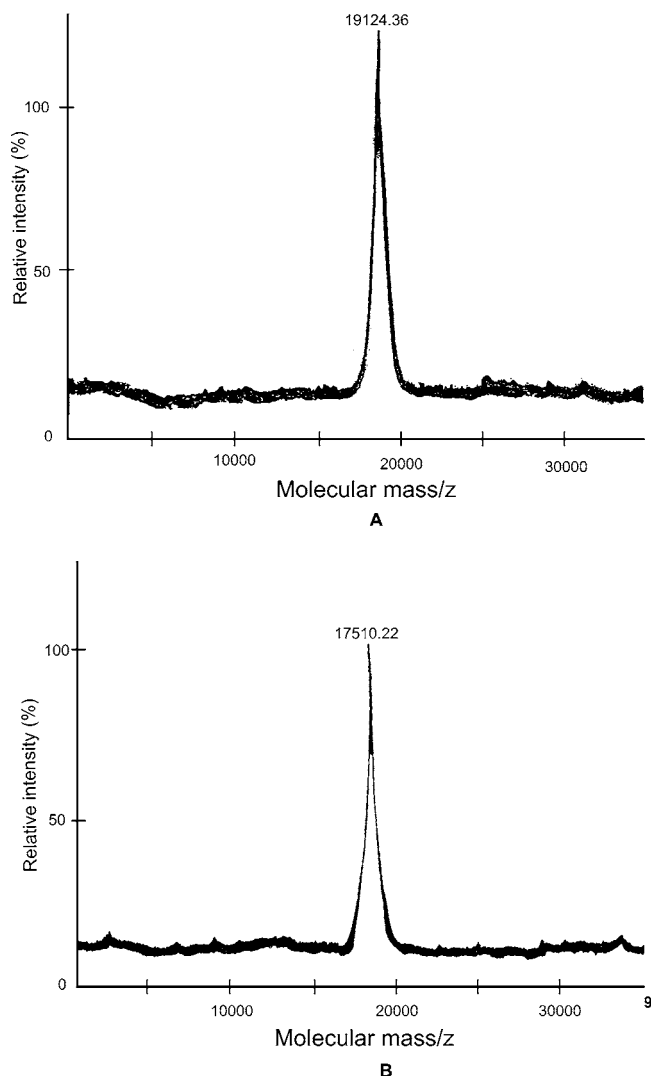 19124.36
100
Relative intensity (%)
50
0
10000 20000 30000
Molecular mass/z
A
17510.22
100
Relative intensity (%)
50
0
10000 20000 30000
9
Molecular mass/z
B